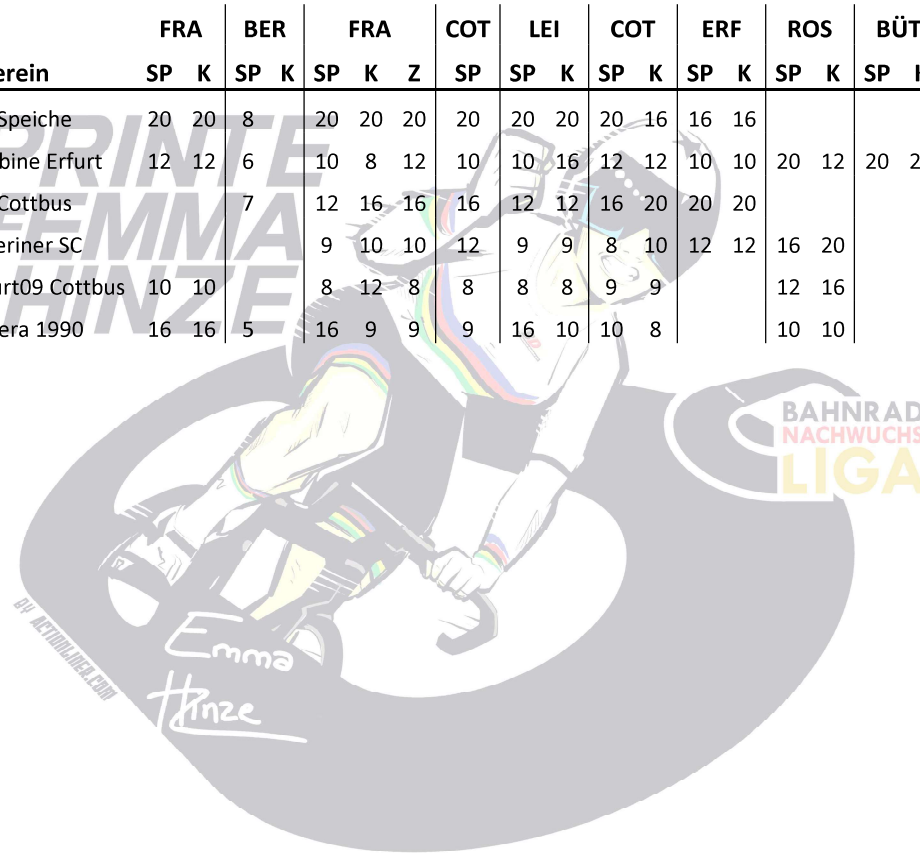 FRA BER FRA COT LEI COT ERF ROS BÜT
erein SP K SP K SP K Z SP SP K SP K SP K SP K SP
Speiche 20 20 8 20 20 20 20 20 20 20 16 16 16
bine Erfurt 12 12 6 10 8 12 10 10 16 12 12 10 10 20 12 20 2
Cottbus 7 12 16 16 16 12 12 16 20 20 20
eriner SC 9 10 10 12 9 9 8 10 12 12 16 20
urt09 Cottbus 10 10 8 12 8 8 8 8 9 9 12 16
era 1990 16 16 5 16 9 9 9 16 10 10 8 10 10
PRINTE
EMMA
HINZE
BAHNRAD
NACHWUCHS
LIGA
BY ACTIONLINER.COM
Emma
Hinze